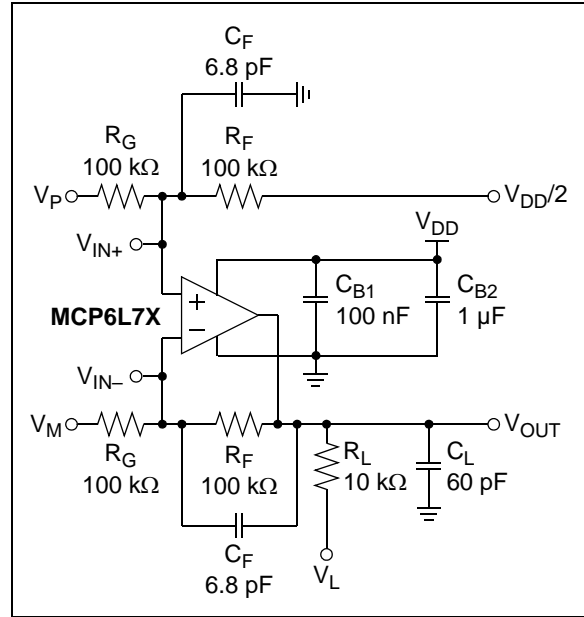 C_F
6.8 pF
R_G
100 kΩ
R_F
100 kΩ
V_P
V_DD/2
V_IN+
V_DD
+
MCP6L7X
−
C_B1
100 nF
C_B2
1 µF
V_IN–
V_M
V_OUT
R_G
100 kΩ
R_F
100 kΩ
R_L
10 kΩ
C_L
60 pF
C_F
6.8 pF
V_L